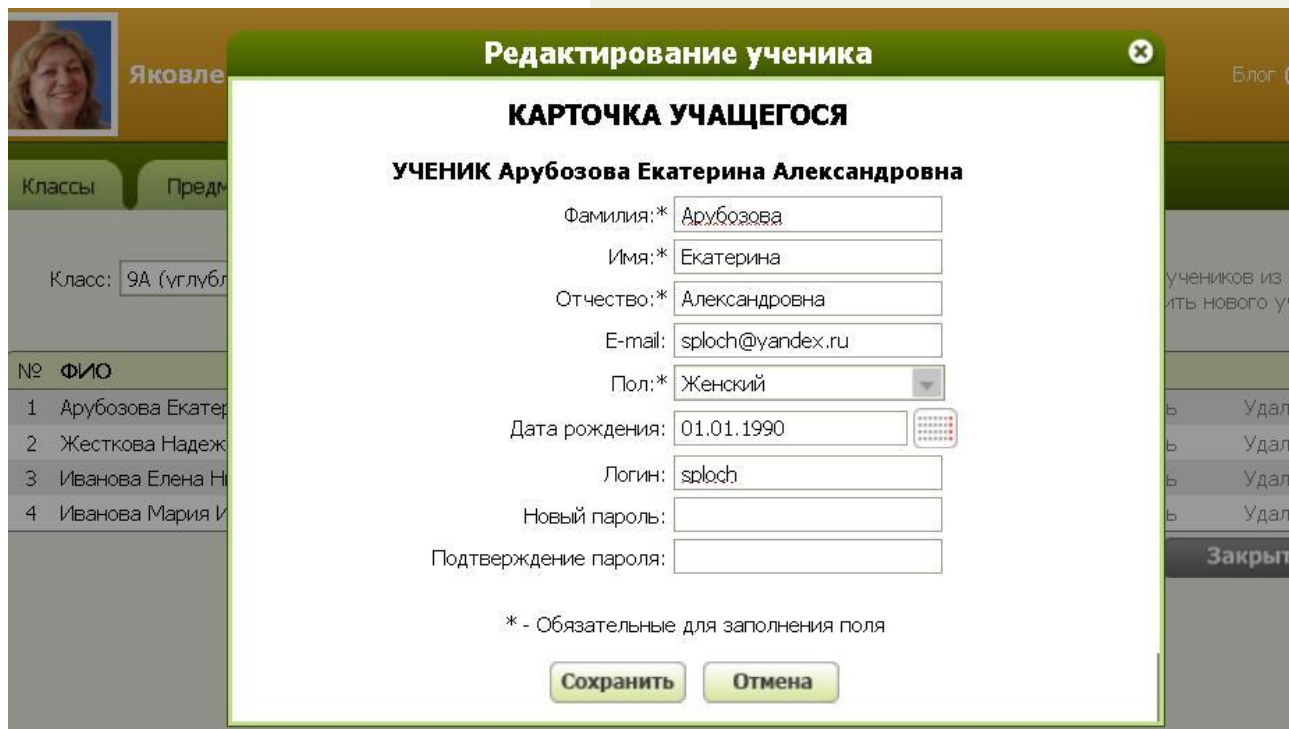 Редактирование ученика
Яковле
Блог (
КАРТОЧКА УЧАЩЕГОСЯ
УЧЕНИК Арубозова Екатерина Александровна
Классы Предм
Фамилия:* Арубозова
Имя:* Екатерина
Класс: 9А (углубл
учеников из
ить нового у
Отчество:* Александровна
E-mail: sploch@yandex.ru
№ ФИО
Пол:* Женский
1 Арубозова Екатер
ь Удал
Дата рождения: 01.01.1990
2 Жесткова Надеж
ь Удал
3 Иванова Елена Ни
ь Удал
Логин: sploch
4 Иванова Мария И
ь Удал
Новый пароль:
Подтверждение пароля:
Закрыт
* - Обязательные для заполнения поля
Сохранить Отмена